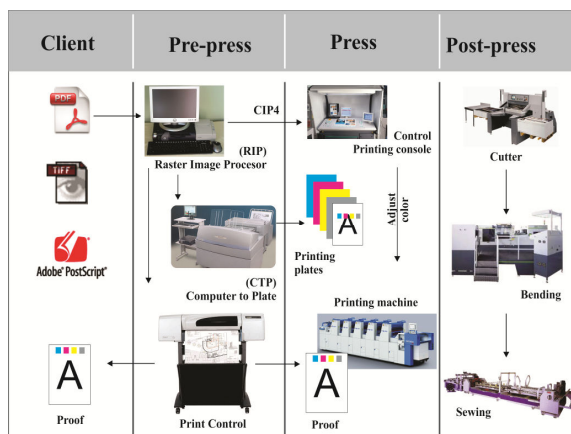 Client
Pre-press
Press
Post-press
PDF
TIFF
Adobe® PostScript®
A
Proof
CIP4
(RIP)
Raster Image Procesor
(CTP)
Computer to Plate
Print Control
Control
Printing console
Adjust
color
A
Printing
plates
Printing machine
A
Proof
Cutter
Bending
Sewing